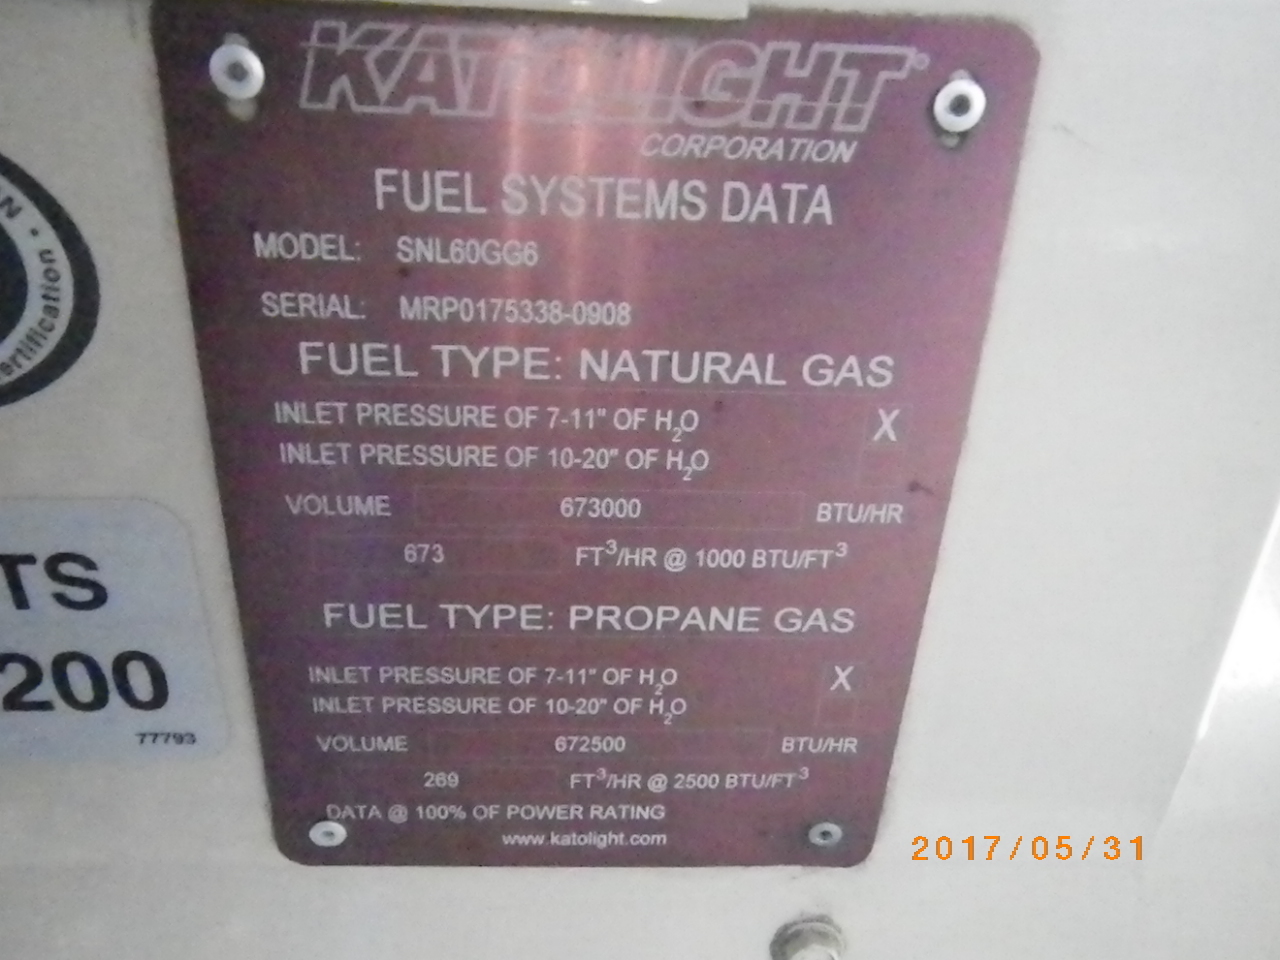 KATOLIGHT®
CORPORATION
FUEL SYSTEMS DATA
MODEL: SNL60GG6
SERIAL: MRP0175338-0908
FUEL TYPE: NATURAL GAS
INLET PRESSURE OF 7-11" OF H₂O X
INLET PRESSURE OF 10-20" OF H₂O
VOLUME 673000 BTU/HR
673 FT³/HR @ 1000 BTU/FT³
FUEL TYPE: PROPANE GAS
INLET PRESSURE OF 7-11" OF H₂O X
INLET PRESSURE OF 10-20" OF H₂O
VOLUME 672500 BTU/HR
269 FT³/HR @ 2500 BTU/FT³
DATA @ 100% OF POWER RATING
www.katolight.com
N •
ertification •
TS
200
77793
2017/05/31